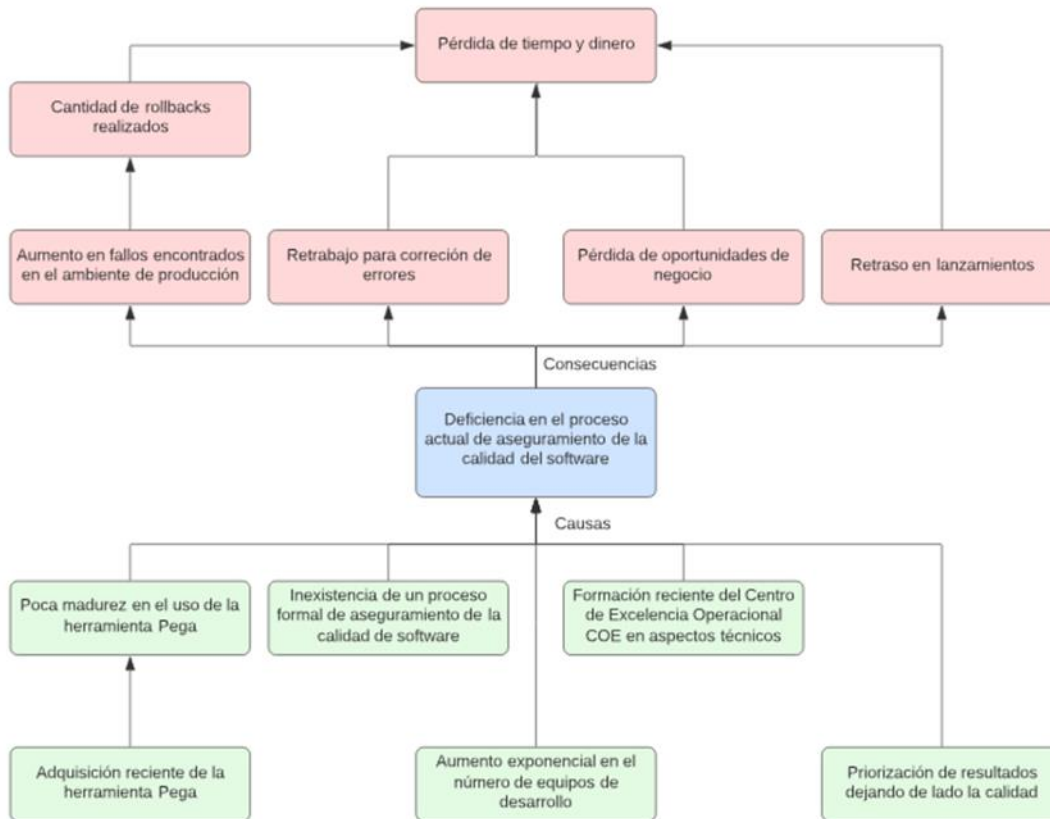 Pérdida de tiempo y dinero
Cantidad de rollbacks
realizados
Aumento en fallos encontrados
en el ambiente de producción
Retrabajo para correción de
errores
Pérdida de oportunidades de
negocio
Retraso en lanzamientos
Consecuencias
Deficiencia en el proceso
actual de aseguramiento de la
calidad del software
Causas
Poca madurez en el uso de la
herramienta Pega
Inexistencia de un proceso
formal de aseguramiento de la
calidad de software
Formación reciente del Centro
de Excelencia Operacional
COE en aspectos técnicos
Adquisición reciente de la
herramienta Pega
Aumento exponencial en el
número de equipos de
desarrollo
Priorización de resultados
dejando de lado la calidad